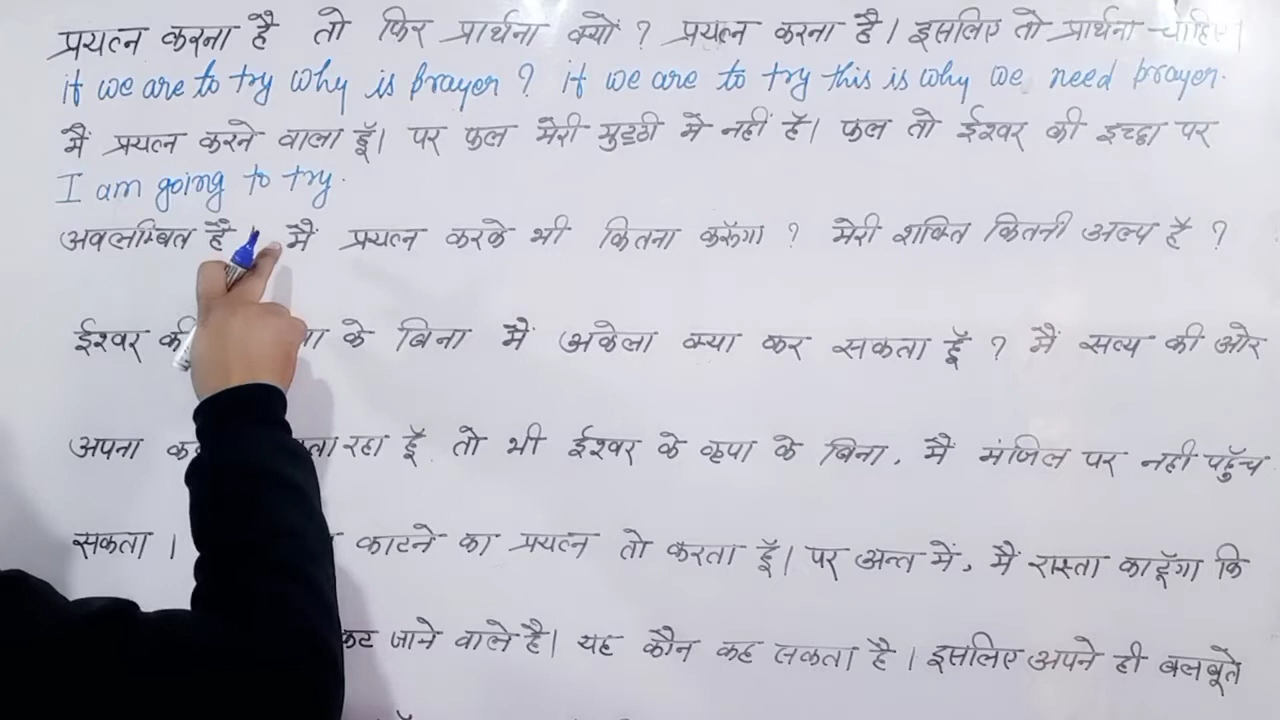 प्रयत्न करना है तो फिर प्रार्थना क्यों ? प्रयत्न करना है। इसलिए तो प्रार्थना चाहिए।
if we are to try why is prayer ? if we are to try this is why we need prayer.
मैं प्रयत्न करने वाला हूँ। पर फल मेरी मुट्ठी मे नहीं है। फल तो ईश्वर की इच्छा पर
I am going to try.
अवलम्बित है मैं प्रयत्न करके भी कितना करूँगा ? मेरी शक्ति कितनी अल्प है ?
ईश्वर की के बिना मैं अकेला क्या कर सकता हूँ ? मैं सत्य की ओर
अपना रहा हूँ. तो भी ईश्वर के कृपा के बिना, मैं मंजिल पर नही पहुँच
सकता । काटने का प्रयत्न तो करता हूँ। पर अन्त में, मैं रास्ता काटूँगा कि
कट जाने वाले है। यह कौन कह सकता है । इसलिए अपने ही बलबूते